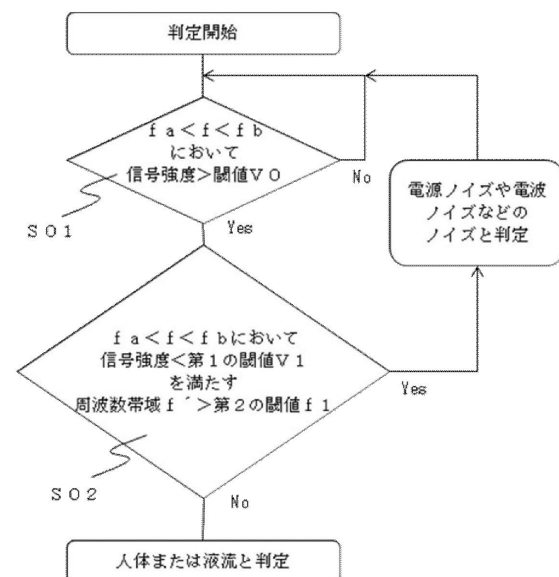 判定開始
ｆａ＜ｆ＜ｆｂ
において
信号強度＞閾値Ｖ０
No
Yes
Ｓ０１
電源ノイズや電波
ノイズなどの
ノイズと判定
ｆａ＜ｆ＜ｆｂにおいて
信号強度＜第１の閾値Ｖ１
を満たす
周波数帯域ｆ´＞第２の閾値ｆ１
Yes
Ｓ０２
No
人体または液流と判定